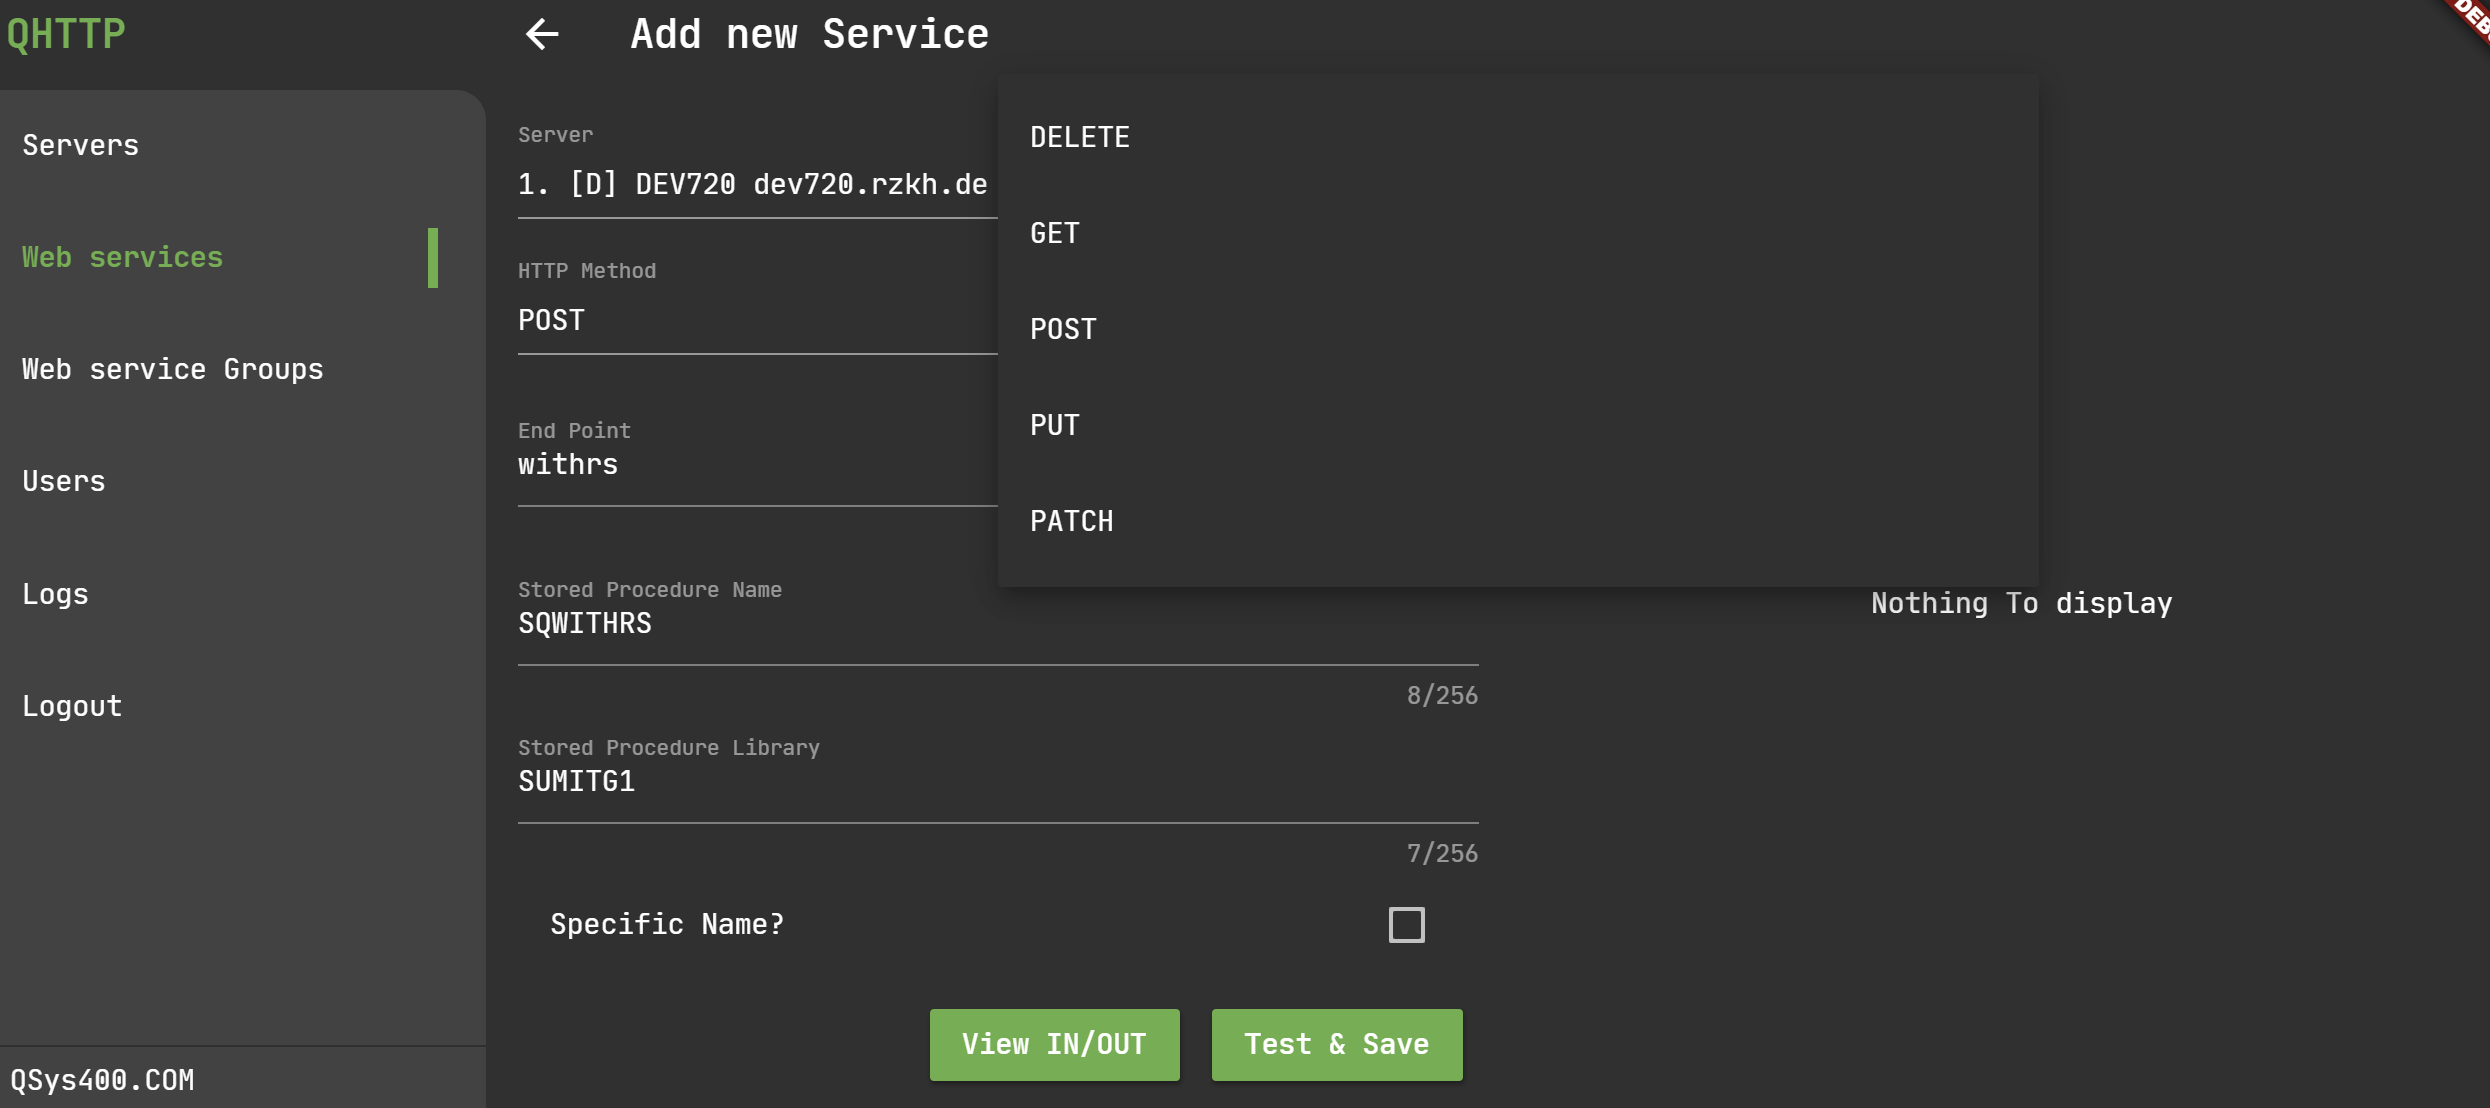 QHTTP
Add new Service
Servers
Web services
Web service Groups
Users
Logs
Logout
QSys400.COM
Server
1. [D] DEV720 dev720.rzkh.de
HTTP Method
POST
End Point
withrs
Stored Procedure Name
SQWITHRS
8/256
Stored Procedure Library
SUMITG1
7/256
Specific Name?
View IN/OUT
Test & Save
DELETE
GET
POST
PUT
PATCH
Nothing To display